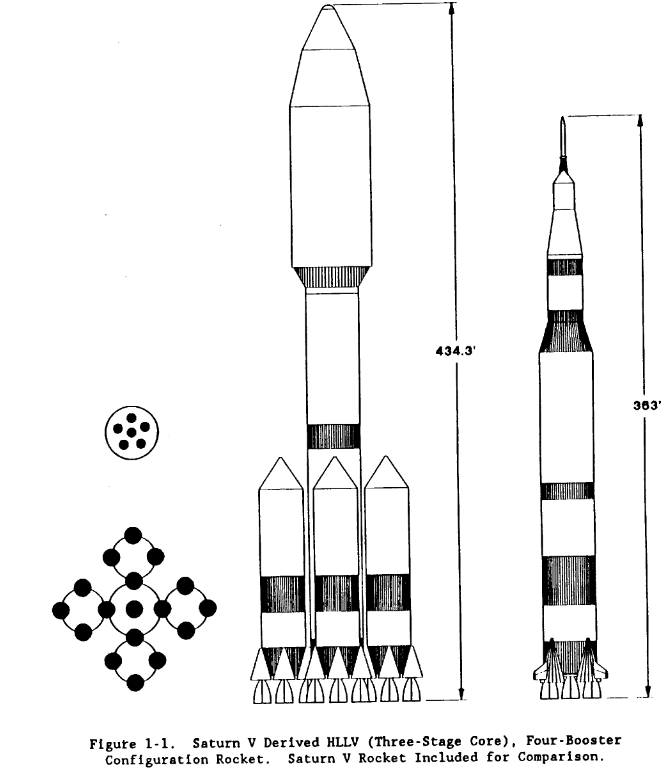 434.3'
363'
Figure 1-1. Saturn V Derived HLLV (Three-Stage Core), Four-Booster
Configuration Rocket. Saturn V Rocket Included for Comparison.